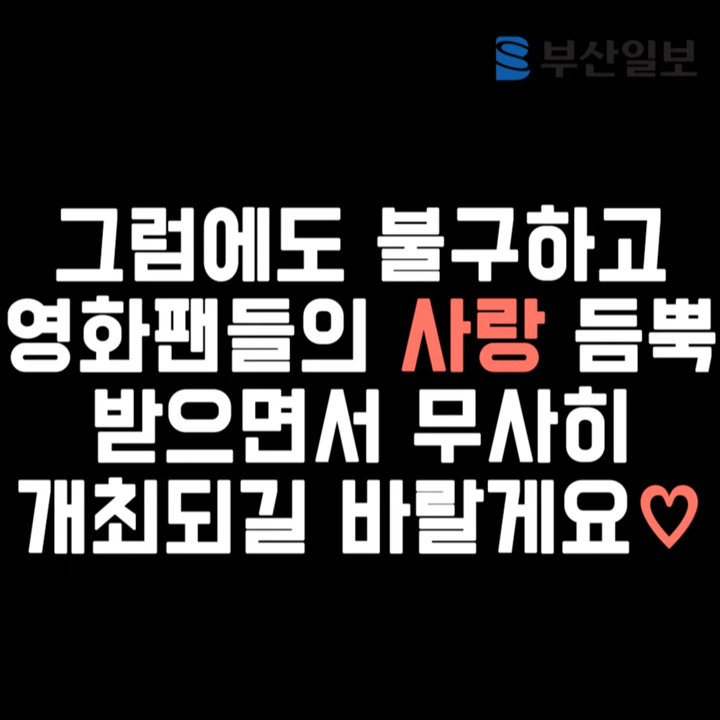 부산일보
그럼에도 불구하고
영화팬들의 사랑 듬뿍
받으면서 무사히
개최되길 바랄게요♡